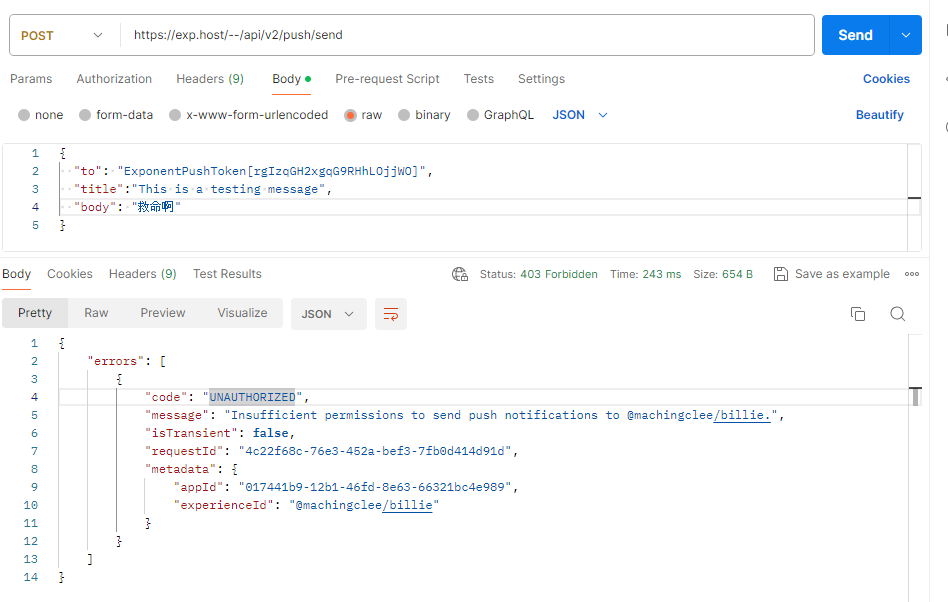 POST https://exp.host/--/api/v2/push/send Send
Params Authorization Headers (9) Body Pre-request Script Tests Settings Cookies
none form-data x-www-form-urlencoded raw binary GraphQL JSON Beautify
1 {
2 "to": "ExponentPushToken[rgIzqGH2xgqG9RHhLOjjWO]",
3 "title":"This is a testing message",
4 "body": "救命啊"
5 }
Body Cookies Headers (9) Test Results Status: 403 Forbidden Time: 243 ms Size: 654 B Save as example
Pretty Raw Preview Visualize JSON
1 {
2 "errors": [
3 {
4 "code": "UNAUTHORIZED",
5 "message": "Insufficient permissions to send push notifications to @machingclee/billie.",
6 "isTransient": false,
7 "requestId": "4c22f68c-76e3-452a-bef3-7fb0d414d91d",
8 "metadata": {
9 "appId": "017441b9-12b1-46fd-8e63-66321bc4e989",
10 "experienceId": "@machingclee/billie"
11 }
12 }
13 ]
14 }